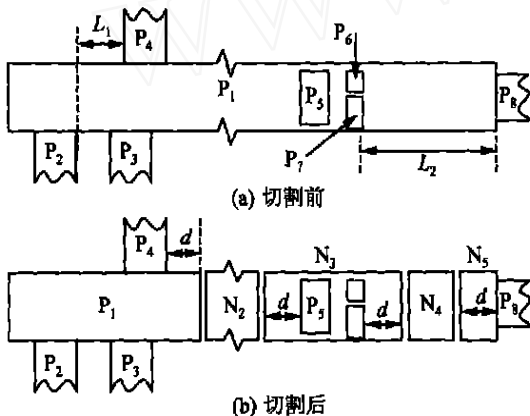 L₁
P₄
P₆
P₁
P₅
P₈
P₂
P₃
P₇
L₂
(a) 切割前
P₄
d
N₃
N₅
P₁
N₂
d
P₅
d
N₄
d
P₈
P₂
P₃
(b) 切割后